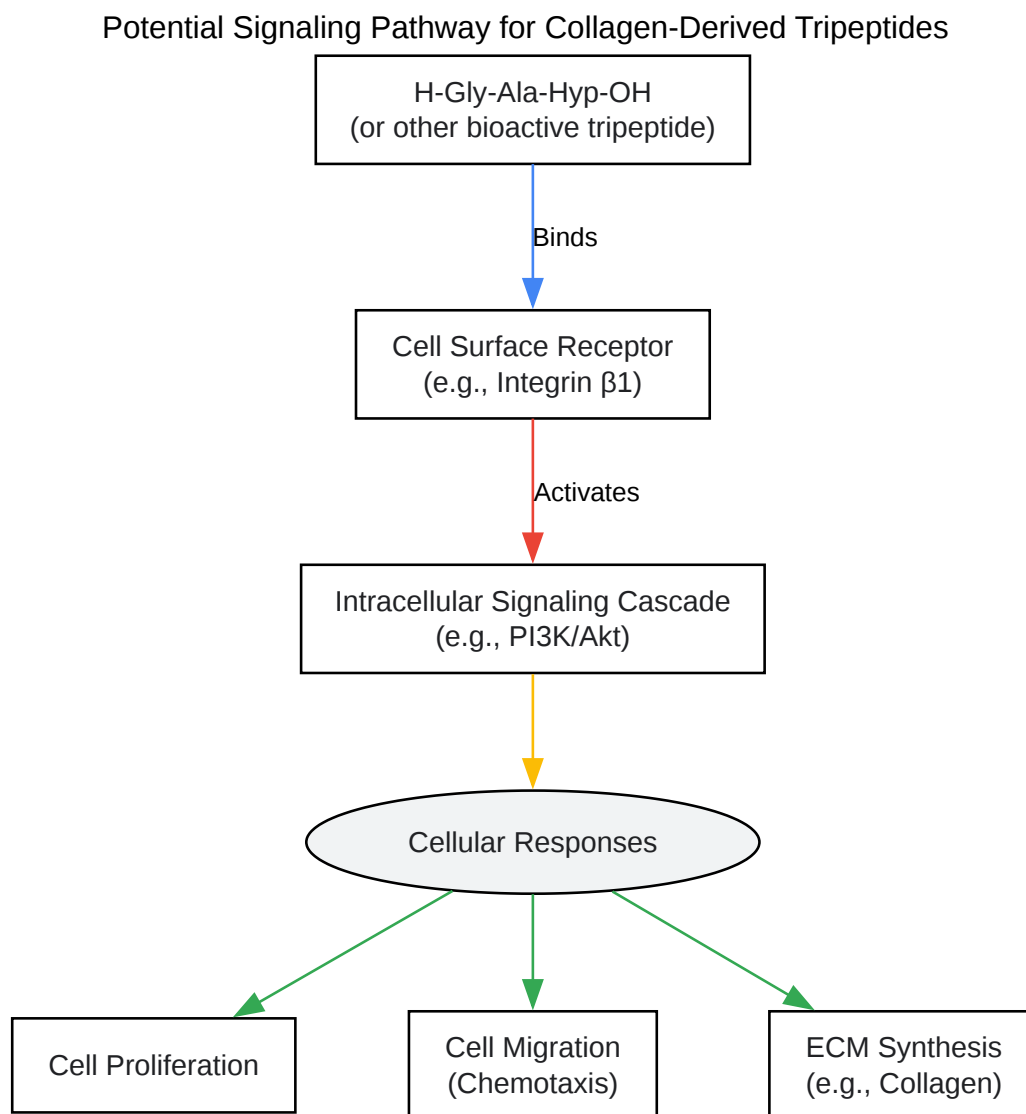 Potential Signaling Pathway for Collagen-Derived Tripeptides
H-Gly-Ala-Hyp-OH
(or other bioactive tripeptide)
Binds
Cell Surface Receptor
(e.g., Integrin β1)
Activates
Intracellular Signaling Cascade
(e.g., PI3K/Akt)
Cellular Responses
Cell Proliferation
Cell Migration
(Chemotaxis)
ECM Synthesis
(e.g., Collagen)